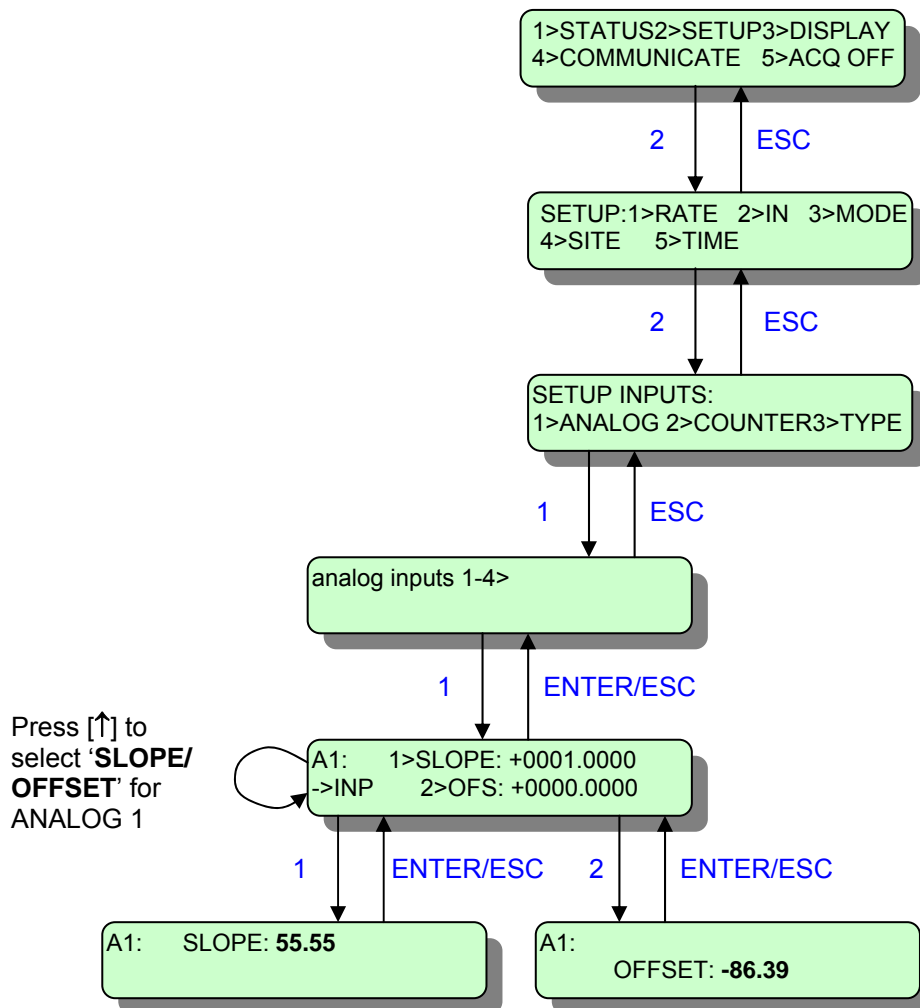 1>STATUS2>SETUP3>DISPLAY
4>COMMUNICATE 5>ACQ OFF
2 ESC
SETUP:1>RATE 2>IN 3>MODE
4>SITE 5>TIME
2 ESC
SETUP INPUTS:
1>ANALOG 2>COUNTER3>TYPE
1 ESC
analog inputs 1-4>
1 ENTER/ESC
Press [↑] to
select ‘SLOPE/
OFFSET’ for
ANALOG 1
A1: 1>SLOPE: +0001.0000
->INP 2>OFS: +0000.0000
1 ENTER/ESC 2 ENTER/ESC
A1: SLOPE: 55.55
A1:
OFFSET: -86.39